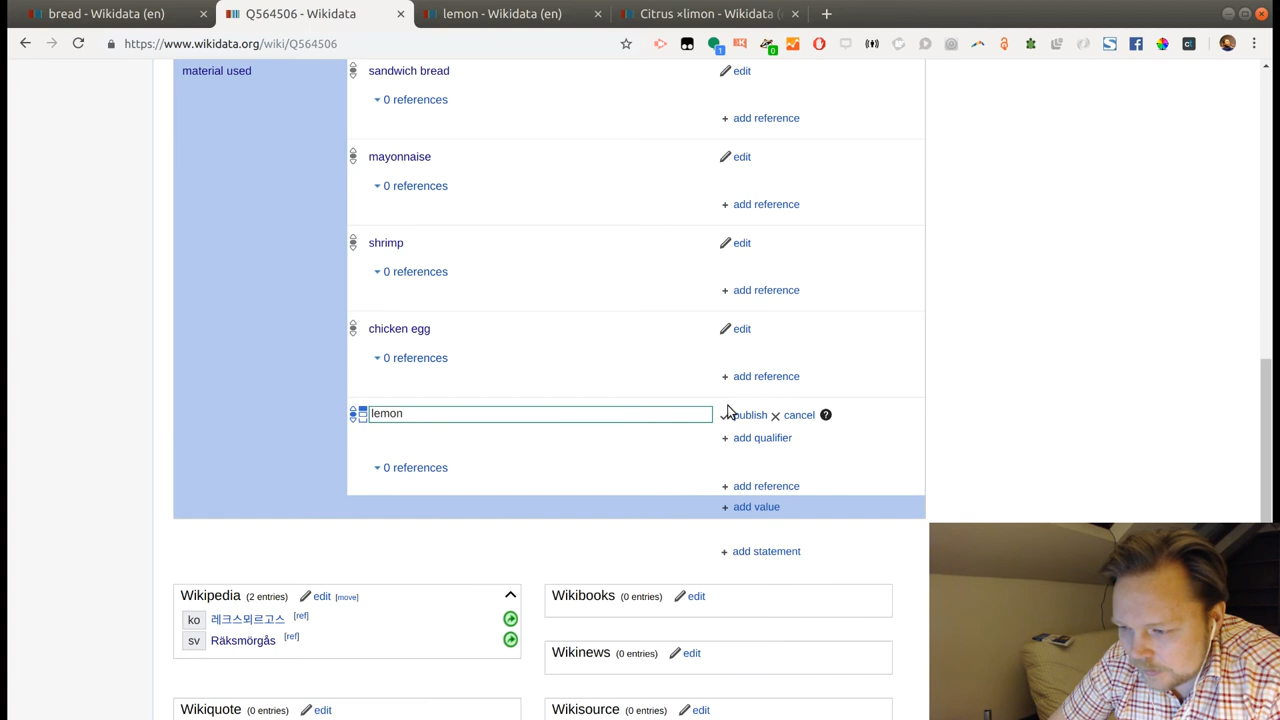 bread - Wikidata (en)
Q564506 - Wikidata
lemon - Wikidata (en)
Citrus ×limon - Wikidata (
https://www.wikidata.org/wiki/Q564506
1
0
material used
sandwich bread
edit
0 references
+ add reference
mayonnaise
edit
0 references
+ add reference
shrimp
edit
0 references
+ add reference
chicken egg
edit
0 references
+ add reference
lemon
publish
cancel
?
+ add qualifier
0 references
+ add reference
+ add value
+ add statement
Wikipedia (2 entries) edit [move]
ko 레크스뫼르고스 [ref]
sv Räksmörgås [ref]
Wikibooks (0 entries) edit
Wikinews (0 entries) edit
Wikiquote (0 entries) edit
Wikisource (0 entries) edit